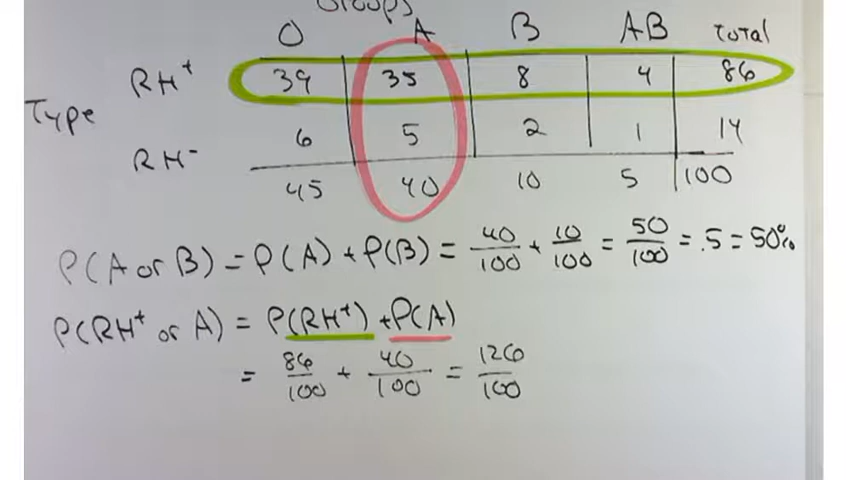 Groups
O A B AB Total
RH+ 39 35 8 4 86
Type
RH- 6 5 2 1 14
45 40 10 5 100
P(A or B) = P(A) + P(B) = 40/100 + 10/100 = 50/100 = .5 = 50%
P(RH+ or A) = P(RH+) + P(A)
= 86/100 + 40/100 = 126/100